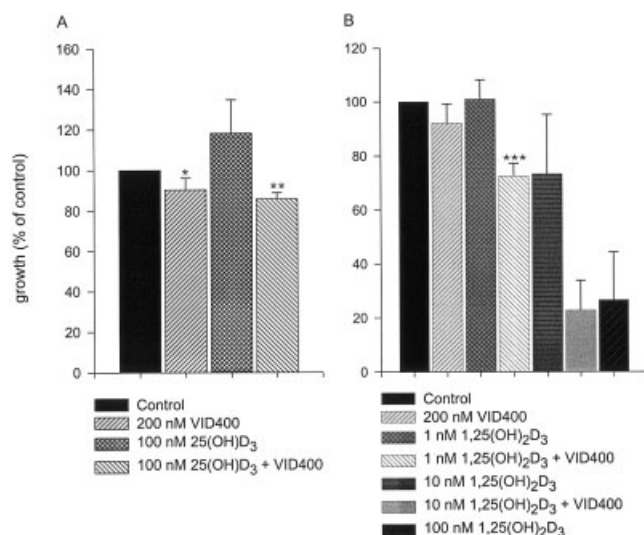 A
B
growth (% of control)
160
140
120
100
80
60
40
20
0
*
**
Control
200 nM VID400
100 nM 25(OH)D3
100 nM 25(OH)D3 + VID400
120
100
80
60
40
20
0
***
Control
200 nM VID400
1 nM 1,25(OH)2D3
1 nM 1,25(OH)2D3 + VID400
10 nM 1,25(OH)2D3
10 nM 1,25(OH)2D3 + VID400
100 nM 1,25(OH)2D3